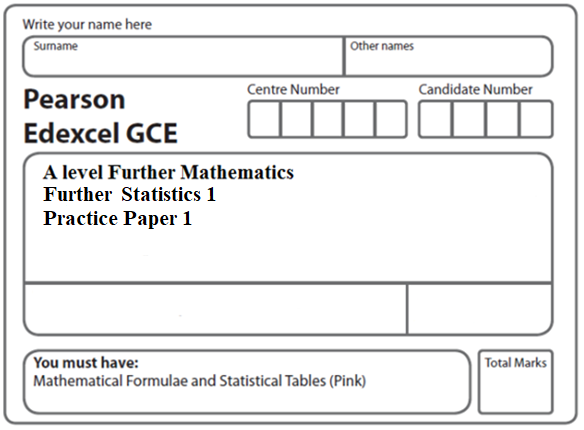 Write your name here
Surname
Other names
Pearson
Edexcel GCE
Centre Number
Candidate Number
A level Further Mathematics
Further Statistics 1
Practice Paper 1
You must have:
Mathematical Formulae and Statistical Tables (Pink)
Total Marks